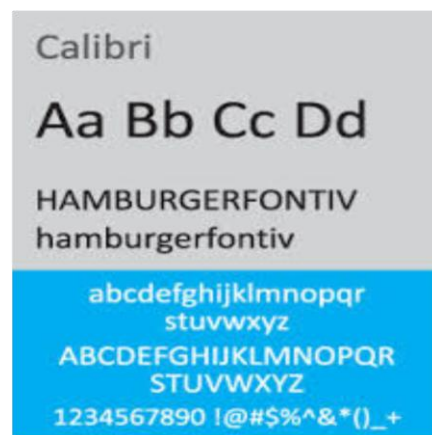 Calibri
Aa Bb Cc Dd
HAMBURGERFONTIV
hamburgerfontiv
abcdefghijklmnopqr
stuvwxyz
ABCDEFGHIJKLMNOPQR
STUVWXYZ
1234567890 !@#$%^&*()_+